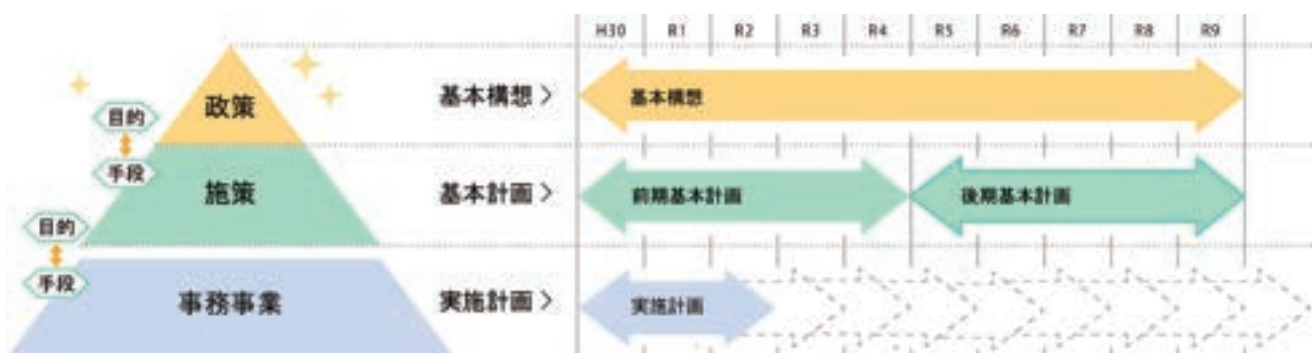 H30 R1 R2 R3 R4 R5 R6 R7 R8 R9
政策
基本構想 >
基本構想
目的
手段
施策
基本計画 >
前期基本計画
後期基本計画
目的
手段
事務事業
実施計画 >
実施計画